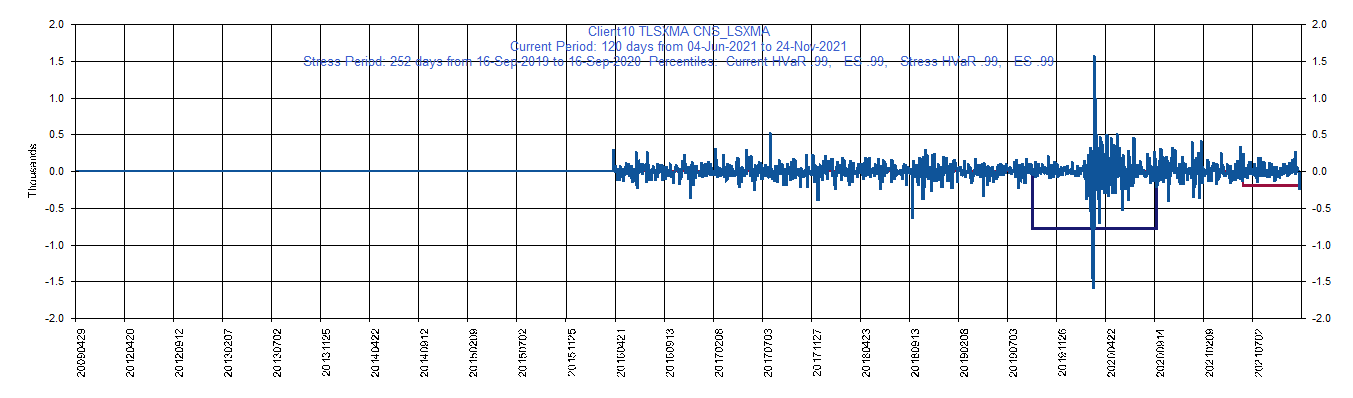 Client10 TLSXMA CNS_LSXMA
Current Period: 120 days from 04-Jun-2021 to 24-Nov-2021
Stress Period: 252 days from 16-Sep-2019 to 16-Sep-2020 Percentiles: Current HVaR .99, ES .99, Stress HVaR .99, ES .99
2.0 2.0
1.5 1.5
1.0 1.0
0.5 0.5
0.0 0.0
-0.5 -0.5
-1.0 -1.0
-1.5 -1.5
-2.0 -2.0
Thousands
20090429 20120420 20120912 20130207 20130702 20131125 20140422 20140912 20150209 20150702 20151125 20160421 20160913 20170208 20170703 20171127 20180423 20180913 20190208 20190703 20191126 20200422 20200914 20210209 20210702